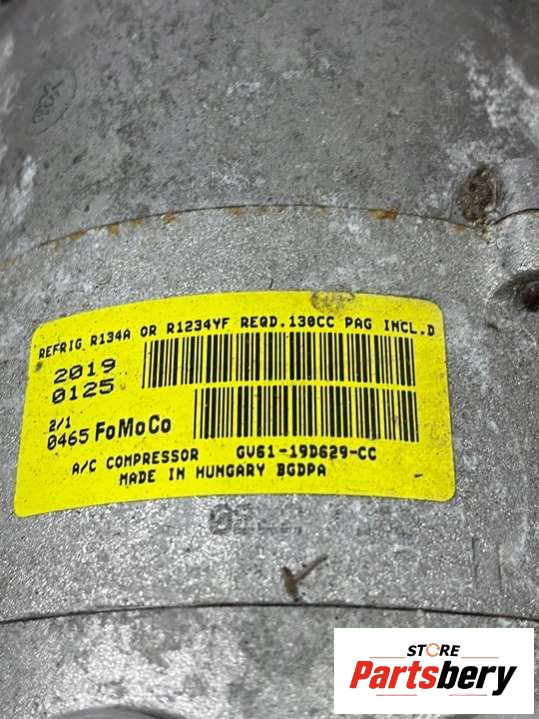 REFRIG R134A OR R1234YF REQD.130CC PAG INCL.D
2019
0125
2/1
0465 FoMoCo
A/C COMPRESSOR GV61-19D629-CC
MADE IN HUNGARY BGDPA
STORE
Partsbery